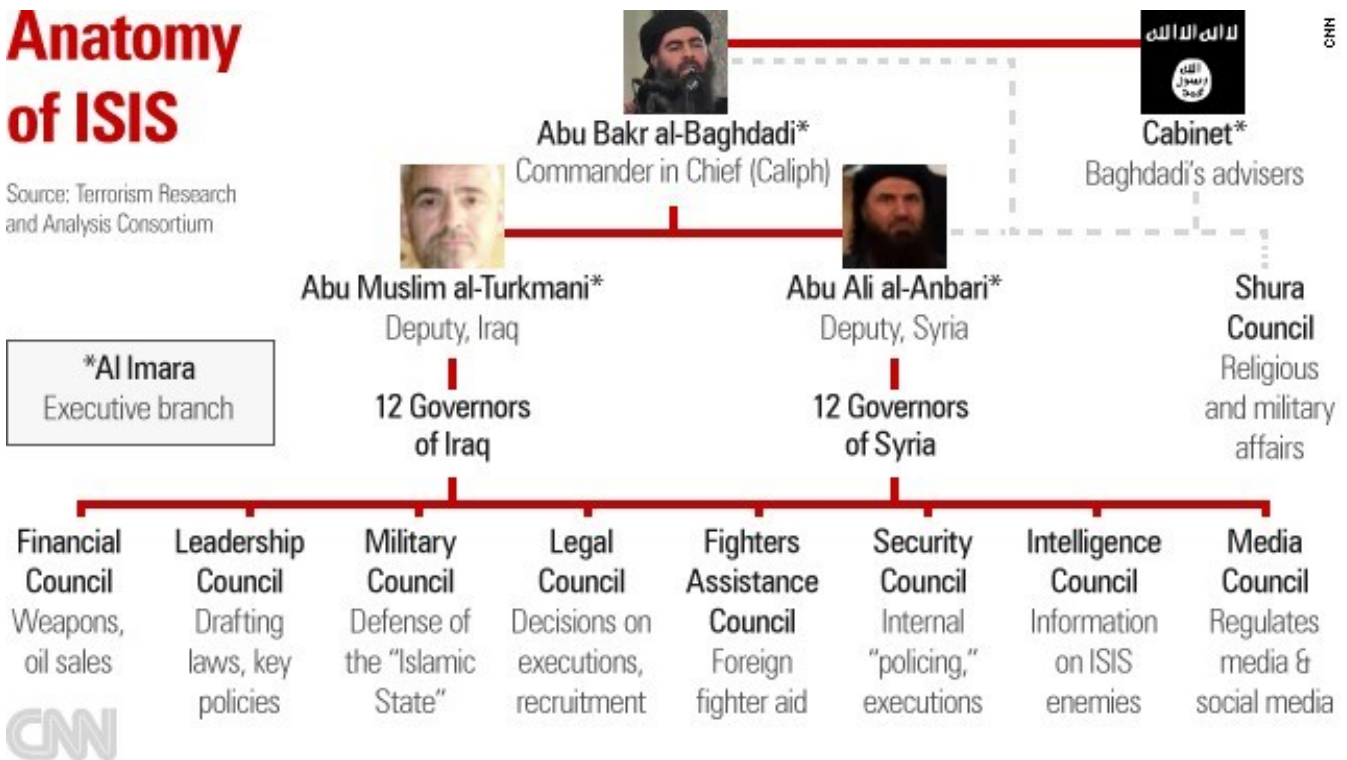 Anatomy
of ISIS
Source: Terrorism Research
and Analysis Consortium
CNN
لا اله الا الله
الله
رسول
محمد
Abu Bakr al-Baghdadi*
Commander in Chief (Caliph)
Cabinet*
Baghdadi's advisers
Abu Muslim al-Turkmani*
Deputy, Iraq
Abu Ali al-Anbari*
Deputy, Syria
Shura
Council
Religious
and military
affairs
*Al Imara
Executive branch
12 Governors
of Iraq
12 Governors
of Syria
Financial
Council
Weapons,
oil sales
Leadership
Council
Drafting
laws, key
policies
Military
Council
Defense of
the "Islamic
State"
Legal
Council
Decisions on
executions,
recruitment
Fighters
Assistance
Council
Foreign
fighter aid
Security
Council
Internal
"policing,"
executions
Intelligence
Council
Information
on ISIS
enemies
Media
Council
Regulates
media &
social media
CNN